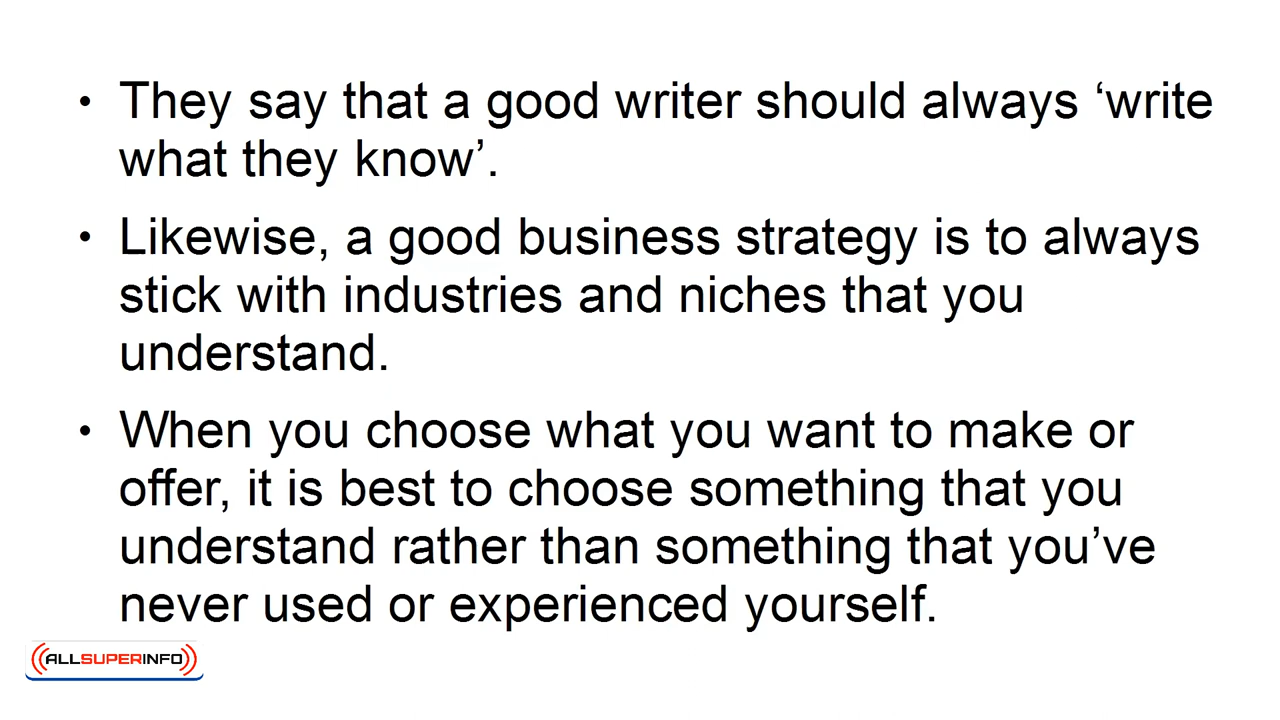 • They say that a good writer should always ‘write
what they know’.
• Likewise, a good business strategy is to always
stick with industries and niches that you
understand.
• When you choose what you want to make or
offer, it is best to choose something that you
understand rather than something that you’ve
never used or experienced yourself.
ALLSUPERINFO